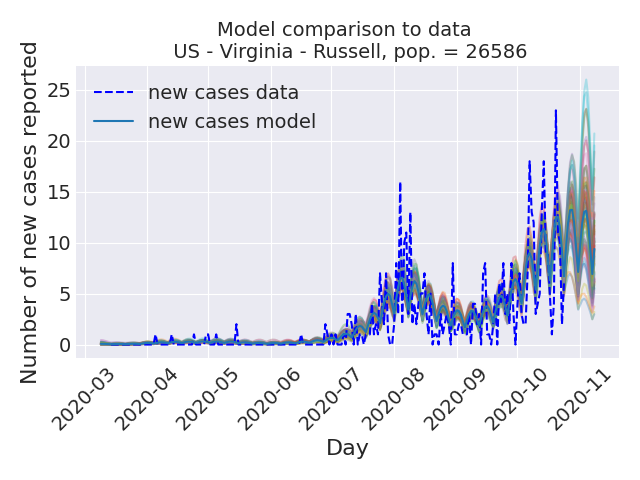 Model comparison to data
US - Virginia - Russell, pop. = 26586
Number of new cases reported
25
20
15
10
5
0
new cases data
new cases model
2020-03
2020-04
2020-05
2020-06
2020-07
2020-08
2020-09
2020-10
2020-11
Day